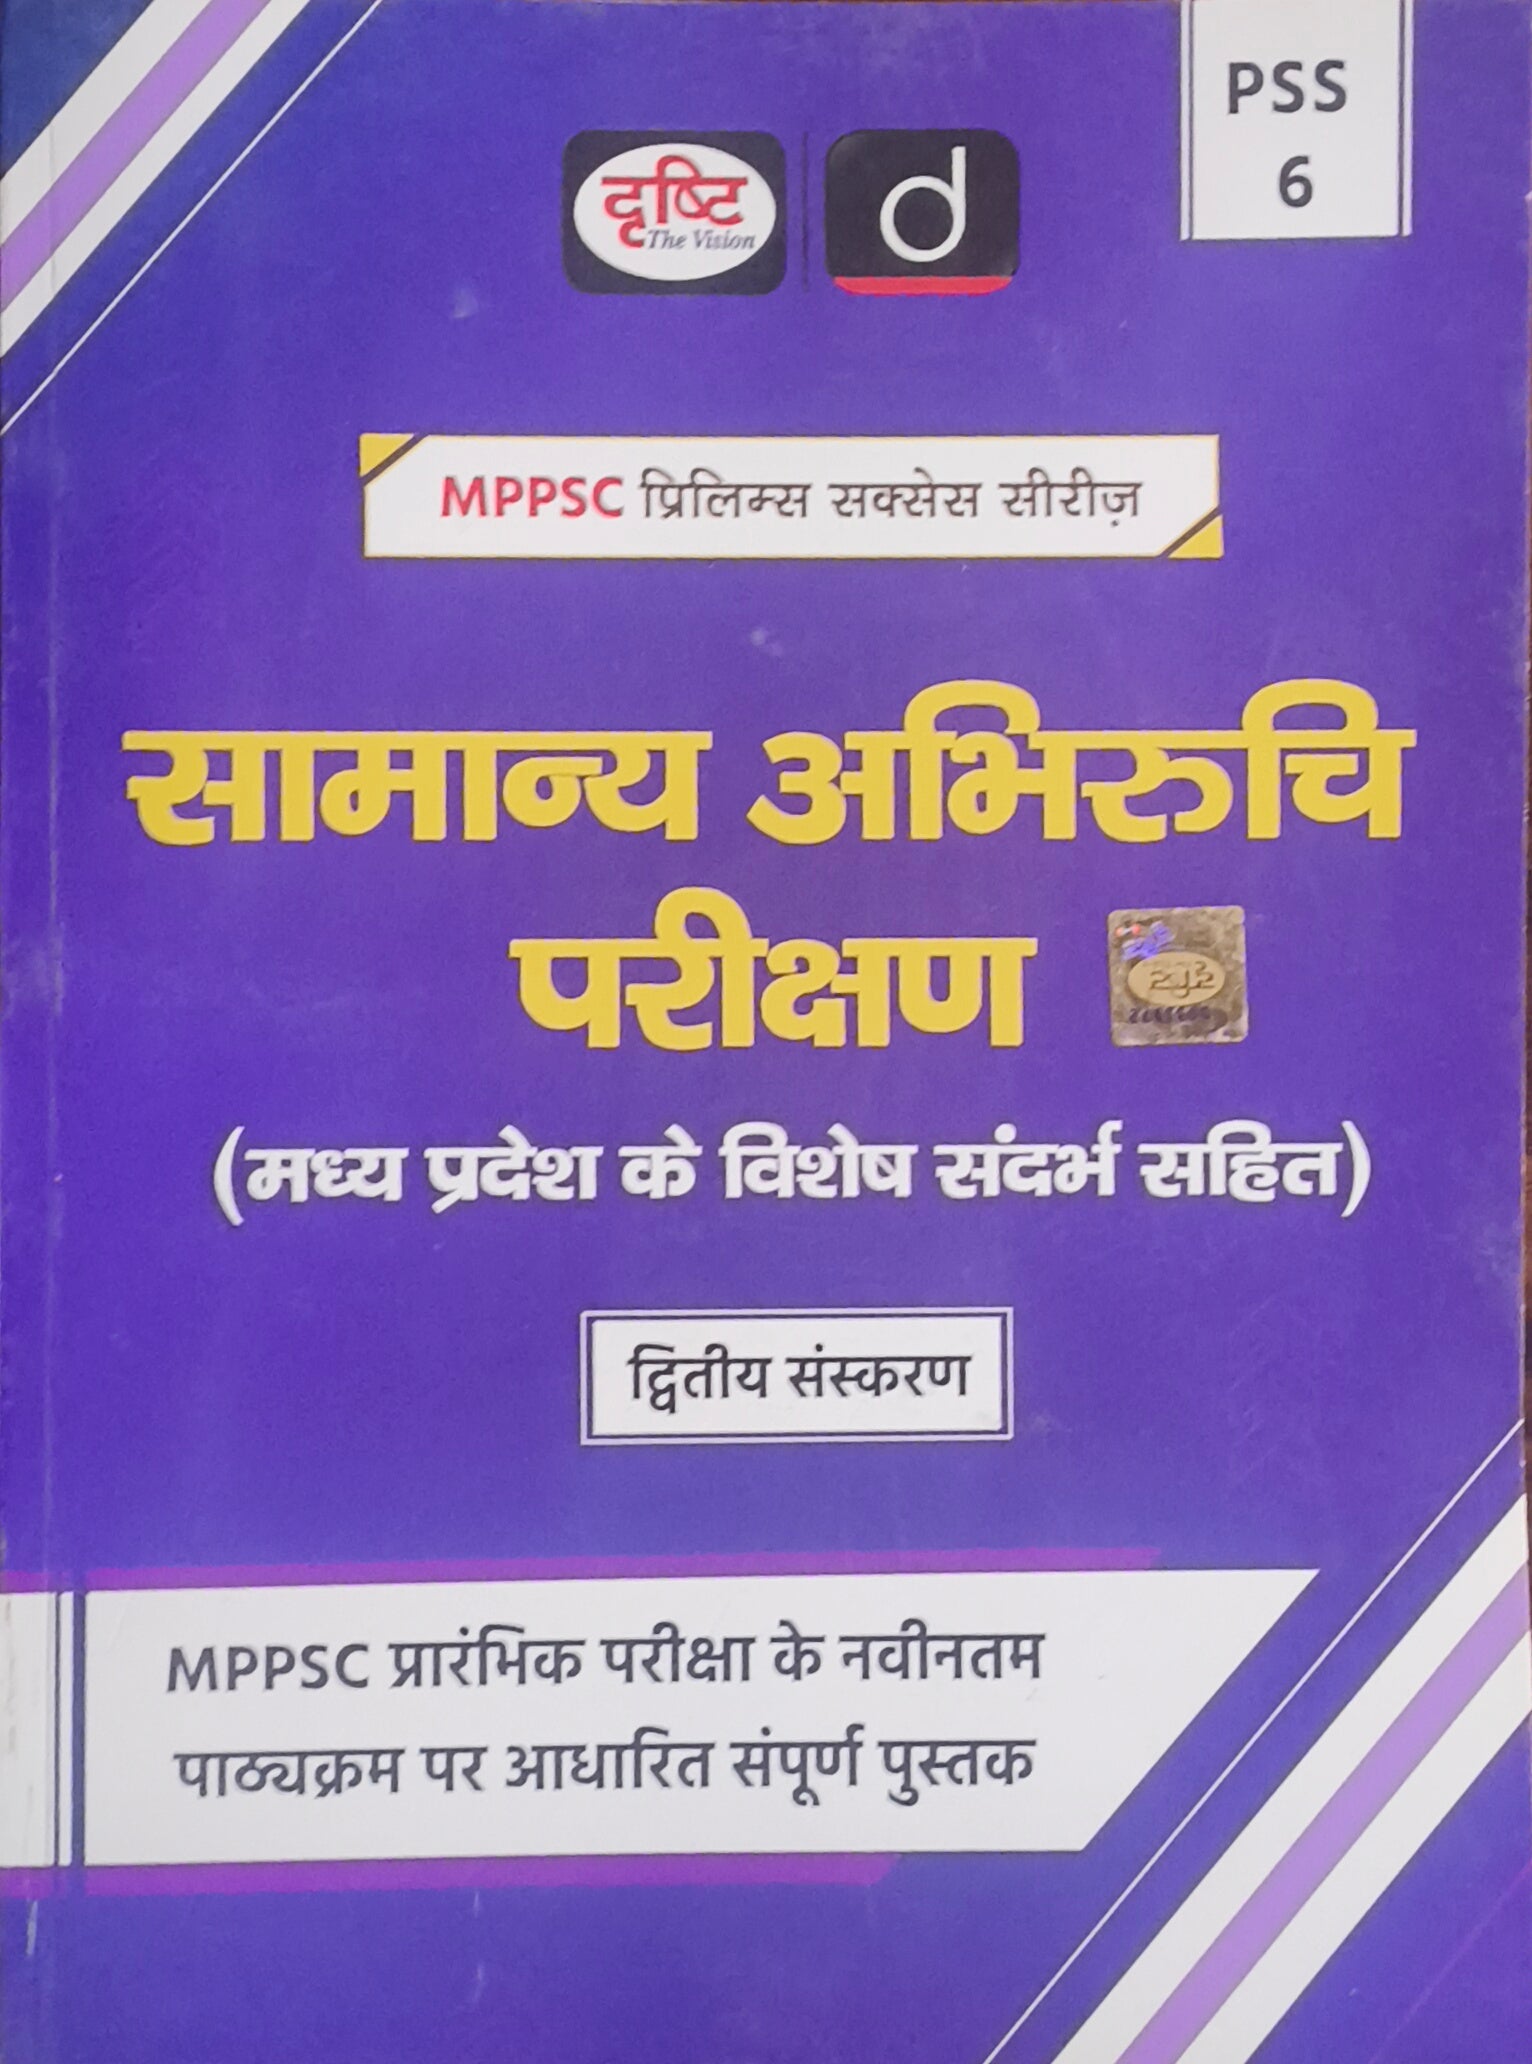 PSS
6
दृष्टि
The Vision
d
MPPSC प्रिलिम्स सक्सेस सीरीज़
सामान्य अभिरुचि
परीक्षण
(मध्य प्रदेश के विशेष संदर्भ सहित)
द्वितीय संस्करण
MPPSC प्रारंभिक परीक्षा के नवीनतम
पाठ्यक्रम पर आधारित संपूर्ण पुस्तक